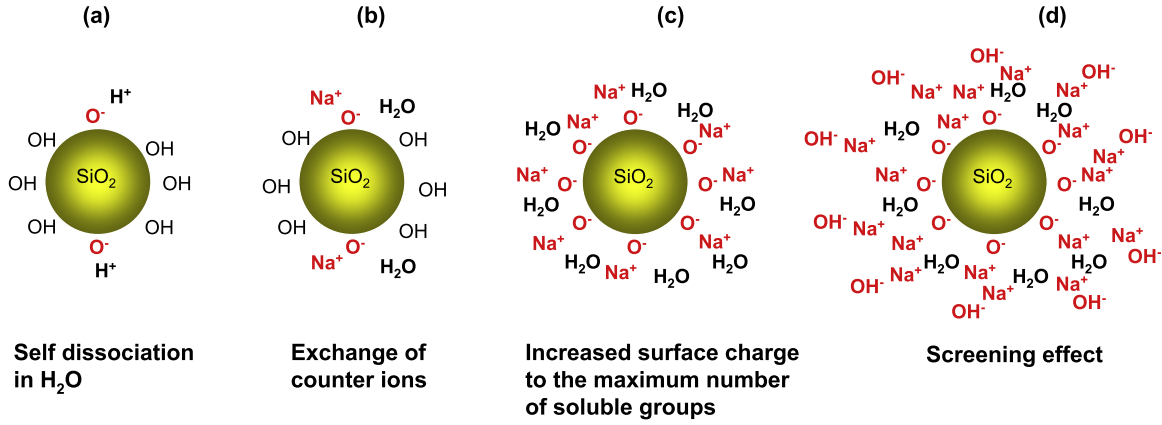 (a)
(b)
(c)
(d)
H⁺
O⁻
OH
OH
SiO₂
OH
OH
OH
OH
O⁻
H⁺
Na⁺
H₂O
O⁻
OH
OH
SiO₂
OH
OH
OH
OH
O⁻
Na⁺
H₂O
Na⁺
H₂O
H₂O
Na⁺
O⁻
H₂O
Na⁺
O⁻
O⁻
Na⁺
O⁻
SiO₂
O⁻
Na⁺
H₂O
H₂O
O⁻
O⁻
Na⁺
O⁻
Na⁺
H₂O
Na⁺
H₂O
H₂O
OH⁻
OH⁻
Na⁺
OH⁻
Na⁺
Na⁺
H₂O
Na⁺
H₂O
Na⁺
O⁻
H₂O
Na⁺
OH⁻
Na⁺
O⁻
O⁻
Na⁺
OH⁻
Na⁺
O⁻
SiO₂
O⁻
Na⁺
H₂O
H₂O
OH⁻
Na⁺
O⁻
O⁻
Na⁺
O⁻
Na⁺
Na⁺
OH⁻
H₂O
H₂O
OH⁻
Na⁺
Na⁺
H₂O
Na⁺
OH⁻
Na⁺
OH⁻
OH⁻
Self dissociation
in H₂O
Exchange of
counter ions
Increased surface charge
to the maximum number
of soluble groups
Screening effect